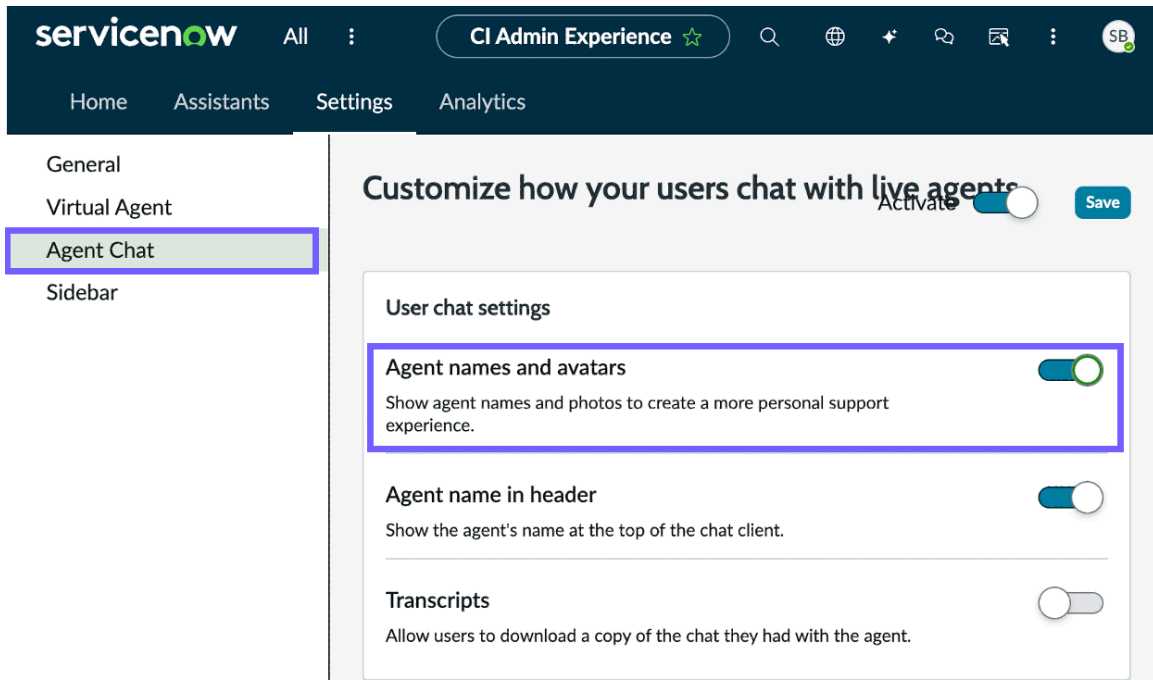 servicenow All CI Admin Experience SB
Home Assistants Settings Analytics
General
Virtual Agent
Agent Chat
Sidebar
Customize how your users chat with live agents
Activate
Save
User chat settings
Agent names and avatars
Show agent names and photos to create a more personal support
experience.
Agent name in header
Show the agent's name at the top of the chat client.
Transcripts
Allow users to download a copy of the chat they had with the agent.